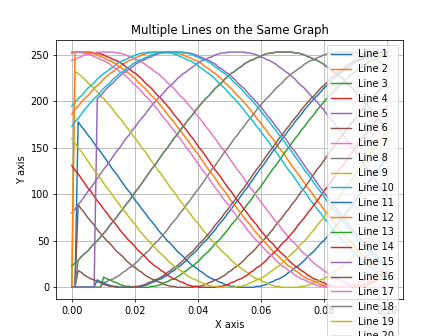 Multiple Lines on the Same Graph
250
200
150
100
50
0
Y axis
0.00
0.02
0.04
0.06
0.08
X axis
Line 1
Line 2
Line 3
Line 4
Line 5
Line 6
Line 7
Line 8
Line 9
Line 10
Line 11
Line 12
Line 13
Line 14
Line 15
Line 16
Line 17
Line 18
Line 19
Line 20